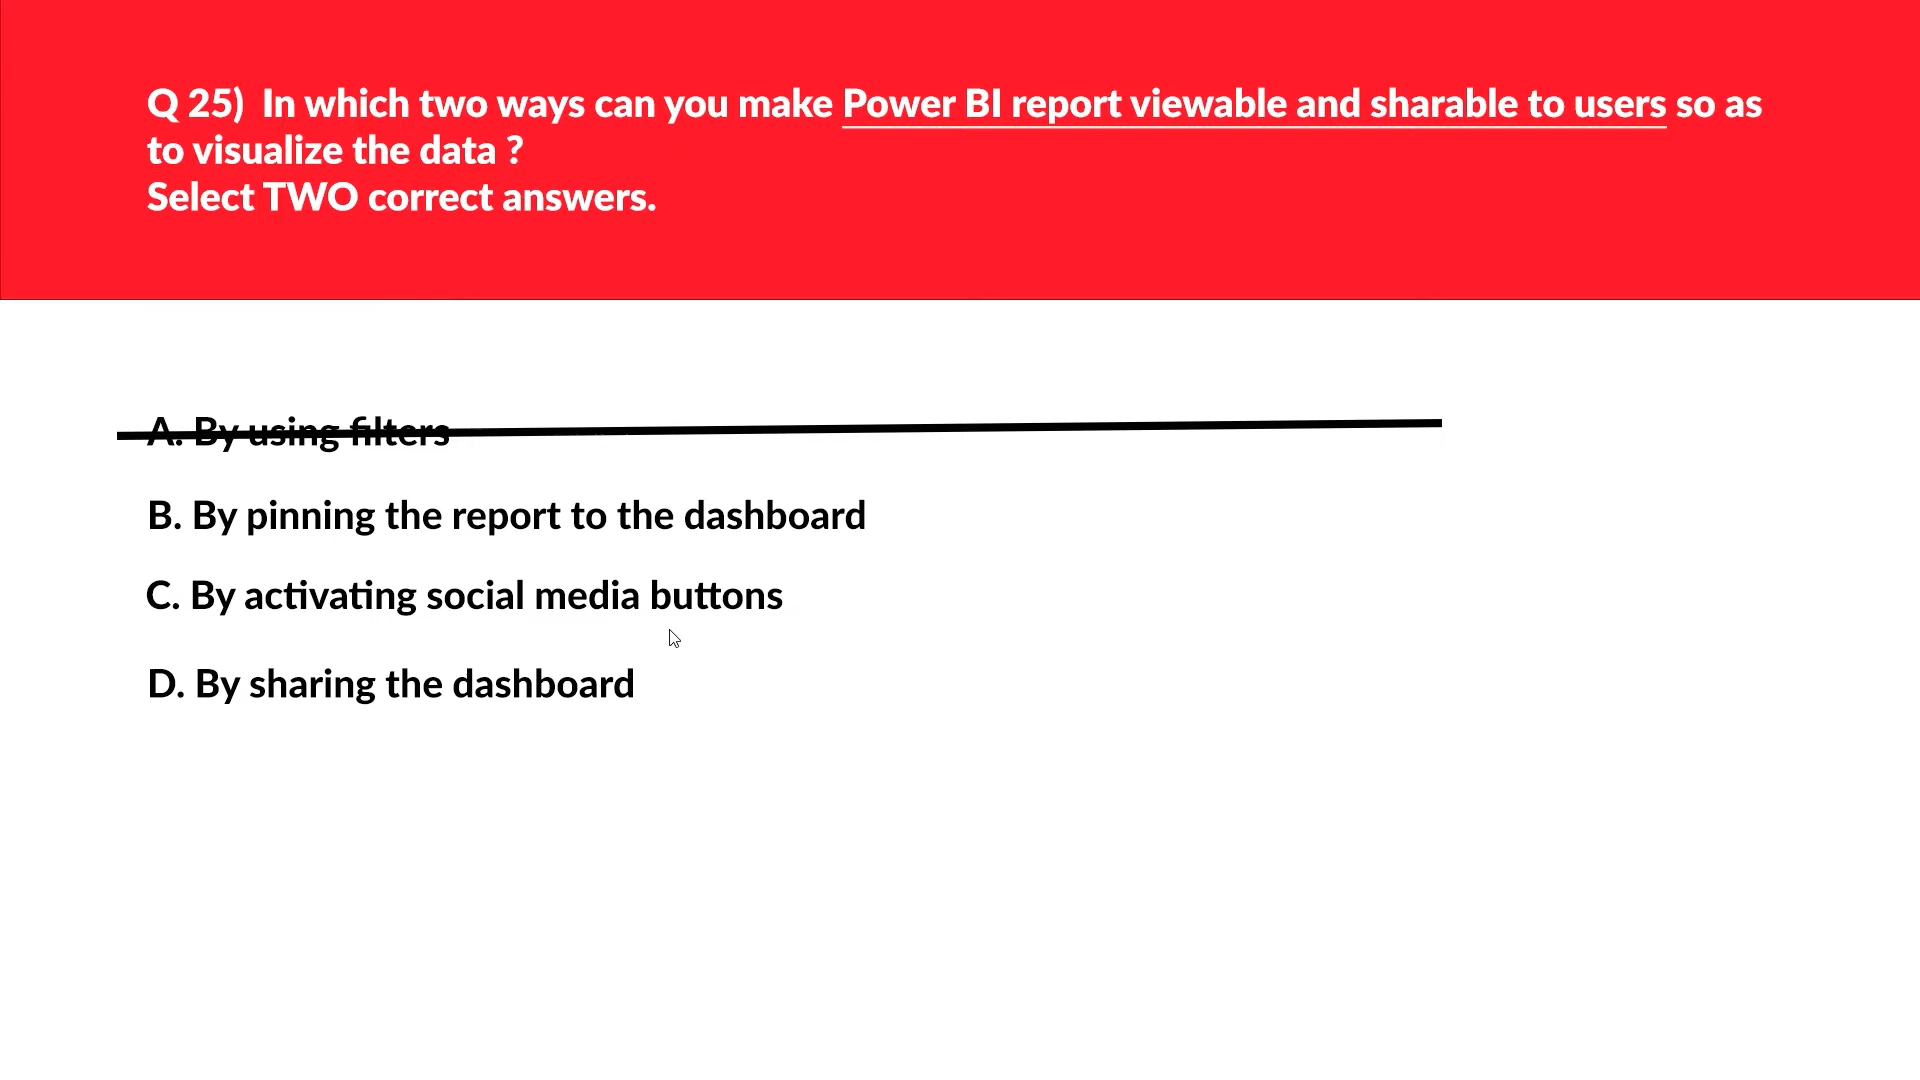 Q 25) In which two ways can you make Power BI report viewable and sharable to users so as
to visualize the data ?
Select TWO correct answers.
A. By using filters
B. By pinning the report to the dashboard
C. By activating social media buttons
D. By sharing the dashboard